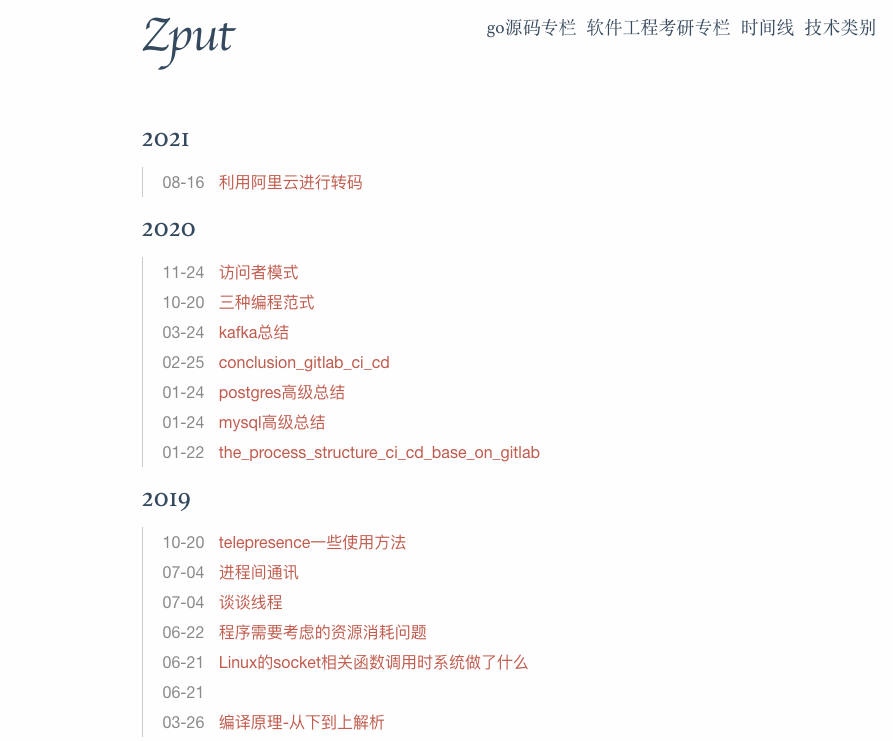 Zput
go源码专栏 软件工程考研专栏 时间线 技术类别
2021
08-16 利用阿里云进行转码
2020
11-24 访问者模式
10-20 三种编程范式
03-24 kafka总结
02-25 conclusion_gitlab_ci_cd
01-24 postgres高级总结
01-24 mysql高级总结
01-22 the_process_structure_ci_cd_base_on_gitlab
2019
10-20 telepresence一些使用方法
07-04 进程间通讯
07-04 谈谈线程
06-22 程序需要考虑的资源消耗问题
06-21 Linux的socket相关函数调用时系统做了什么
06-21
03-26 编译原理-从下到上解析